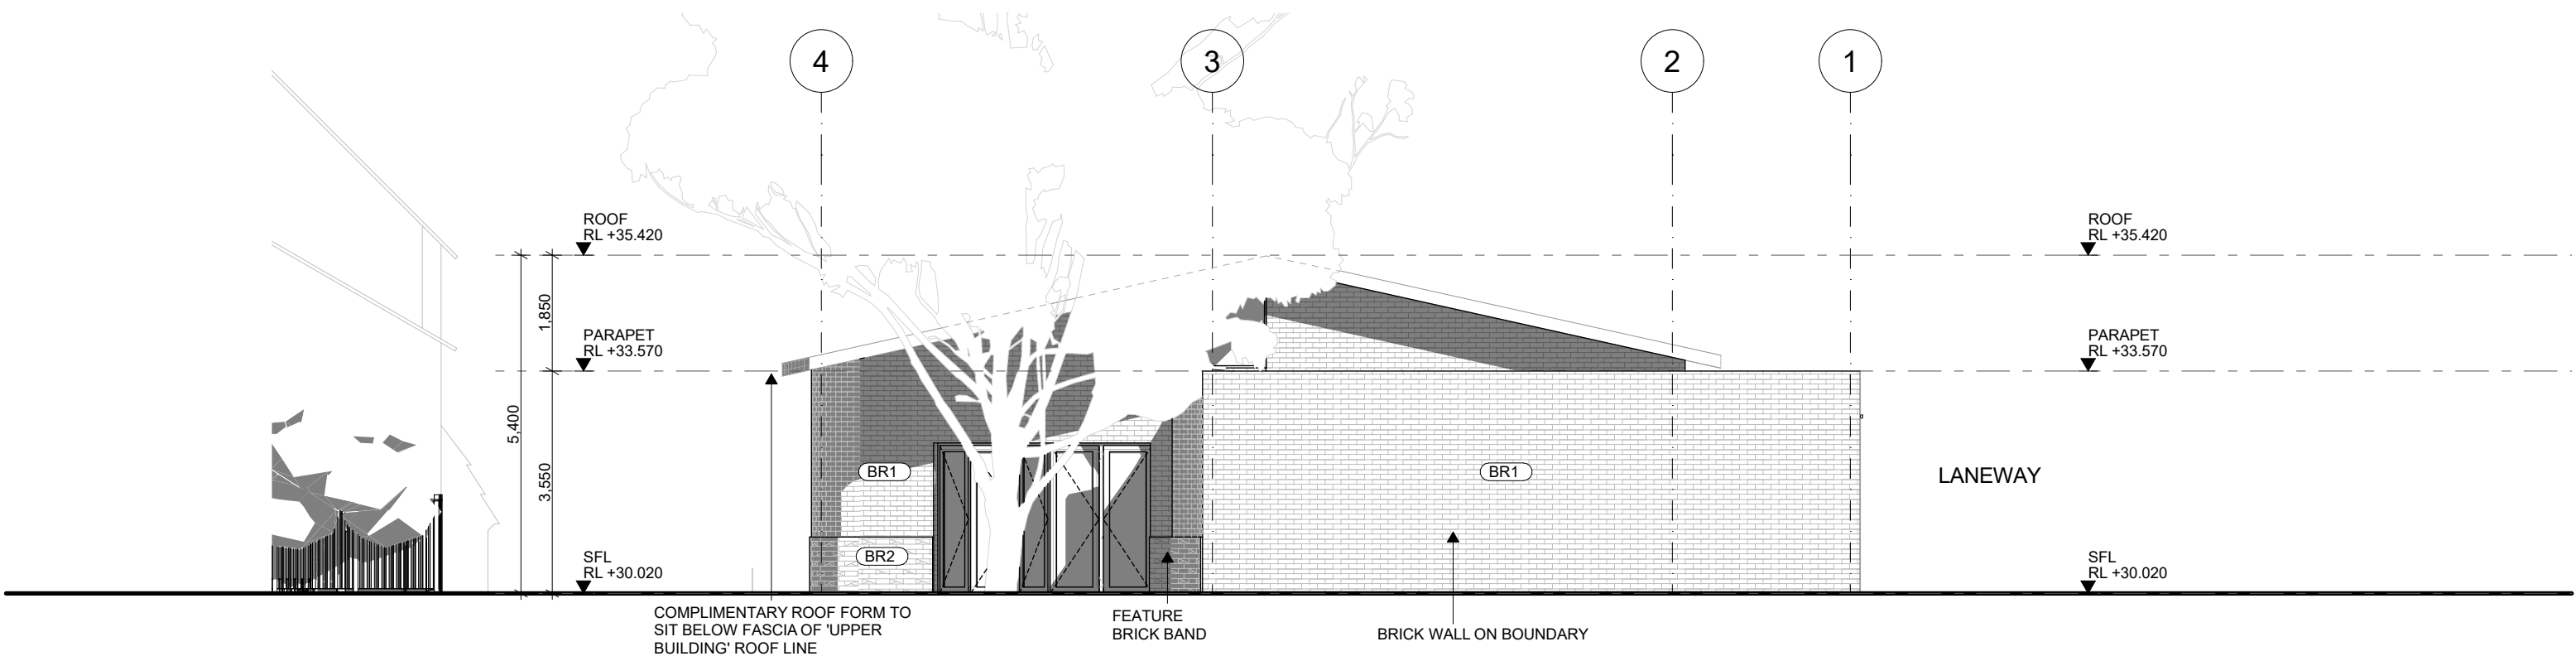 4
3
2
1
ROOF
RL +35.420
ROOF
RL +35.420
1,850
PARAPET
RL +33.570
PARAPET
RL +33.570
5,400
3,550
BR1
BR1
LANEWAY
BR2
SFL
RL +30.020
SFL
RL +30.020
COMPLIMENTARY ROOF FORM TO
SIT BELOW FASCIA OF 'UPPER
BUILDING' ROOF LINE
FEATURE
BRICK BAND
BRICK WALL ON BOUNDARY